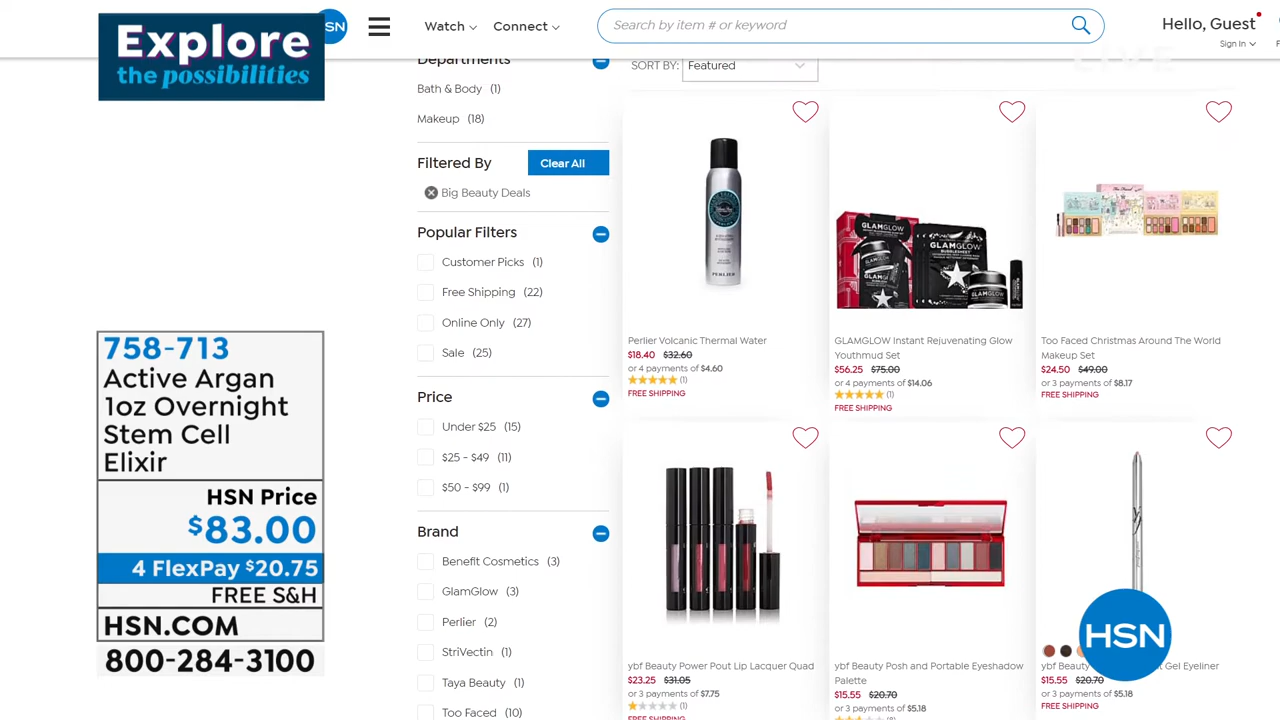 Explore
the possibilities
SN
Watch
Connect
Search by item # or keyword
Hello, Guest
Sign In
LIVE
Departments
Bath & Body (1)
Makeup (18)
Filtered By
Clear All
Big Beauty Deals
Popular Filters
Customer Picks (1)
Free Shipping (22)
Online Only (27)
Sale (25)
Price
Under $25 (15)
$25 - $49 (11)
$50 - $99 (1)
Brand
Benefit Cosmetics (3)
GlamGlow (3)
Perlier (2)
StriVectin (1)
Taya Beauty (1)
Too Faced (10)
SORT BY: Featured
PERLIER
Perlier Volcanic Thermal Water
$18.40 $32.60
or 4 payments of $4.60
(1)
FREE SHIPPING
GLAMGLOW
GLAMGLOW
BUBBLESHEET
GLAMGLOW
GLAMGLOW Instant Rejuvenating Glow
Youthmud Set
$56.25 $75.00
or 4 payments of $14.06
(1)
FREE SHIPPING
Too Faced Christmas Around The World
Makeup Set
$24.50 $49.00
or 3 payments of $8.17
FREE SHIPPING
ybf Beauty Power Pout Lip Lacquer Quad
$23.25 $31.05
or 3 payments of $7.75
(1)
FREE SHIPPING
ybf Beauty Posh and Portable Eyeshadow
Palette
$15.55 $20.70
or 3 payments of $5.18
(8)
ybf Beauty
t Gel Eyeliner
$15.55 $20.70
or 3 payments of $5.18
FREE SHIPPING
758-713
Active Argan
1oz Overnight
Stem Cell
Elixir
HSN Price
$83.00
4 FlexPay $20.75
FREE S&H
HSN.COM
800-284-3100
HSN